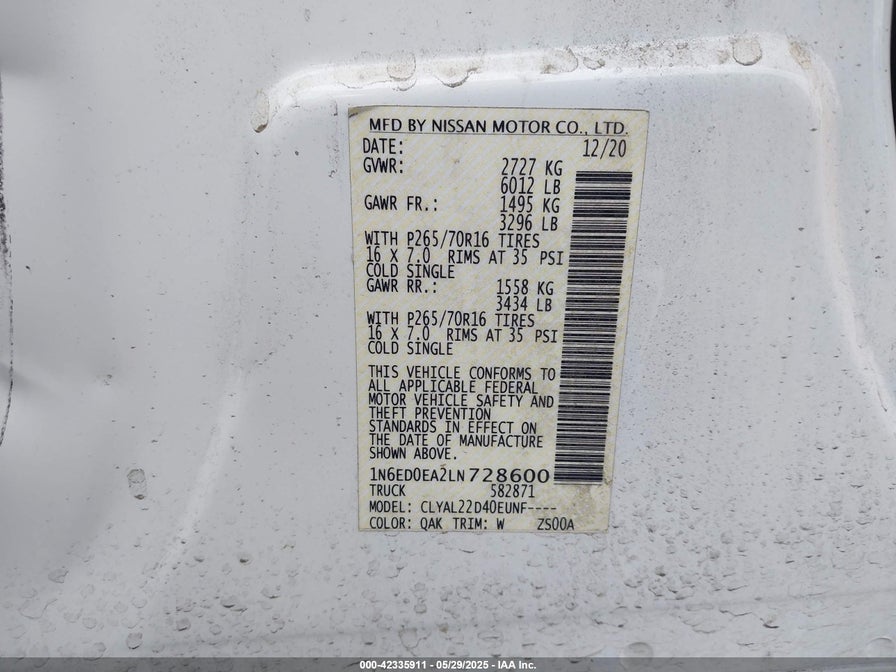 MFD BY NISSAN MOTOR CO., LTD.
DATE: 12/20
GVWR: 2727 KG
6012 LB
GAWR FR.: 1495 KG
3296 LB
WITH P265/70R16 TIRES
16 X 7.0 RIMS AT 35 PSI
COLD SINGLE
GAWR RR.: 1558 KG
3434 LB
WITH P265/70R16 TIRES
16 X 7.0 RIMS AT 35 PSI
COLD SINGLE
THIS VEHICLE CONFORMS TO
ALL APPLICABLE FEDERAL
MOTOR VEHICLE SAFETY AND
THEFT PREVENTION
STANDARDS IN EFFECT ON
THE DATE OF MANUFACTURE
SHOWN ABOVE.
1N6ED0EA2LN728600
TRUCK 582871
MODEL: CLYAL22D40EUNF----
COLOR: QAK TRIM: W ZS00A
000-42335911 - 05/29/2025 - IAA Inc.